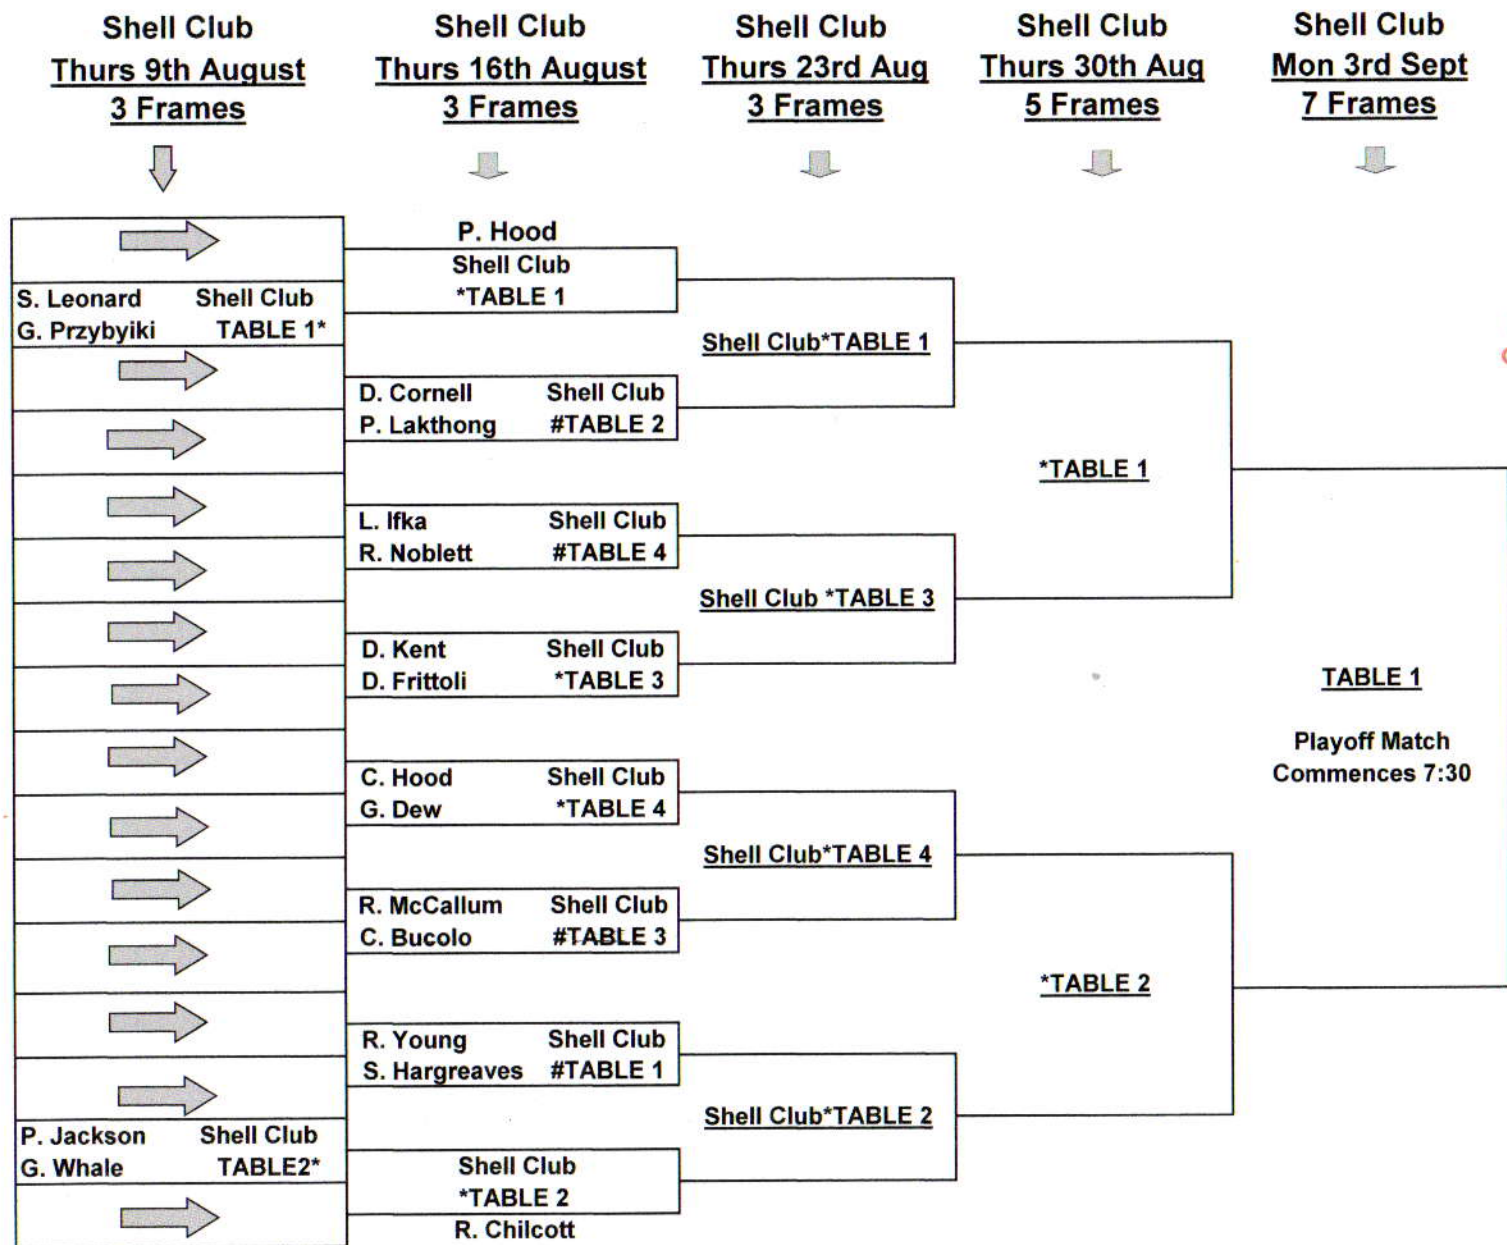 Shell Club
Thurs 9th August
3 Frames
Shell Club
Thurs 16th August
3 Frames
Shell Club
Thurs 23rd Aug
3 Frames
Shell Club
Thurs 30th Aug
5 Frames
Shell Club
Mon 3rd Sept
7 Frames
S. Leonard Shell Club
G. Przybyiki TABLE 1*
P. Jackson Shell Club
G. Whale TABLE2*
P. Hood
Shell Club
*TABLE 1
D. Cornell Shell Club
P. Lakthong #TABLE 2
L. Ifka Shell Club
R. Noblett #TABLE 4
D. Kent Shell Club
D. Frittoli *TABLE 3
C. Hood Shell Club
G. Dew *TABLE 4
R. McCallum Shell Club
C. Bucolo #TABLE 3
R. Young Shell Club
S. Hargreaves #TABLE 1
Shell Club
*TABLE 2
R. Chilcott
Shell Club*TABLE 1
Shell Club *TABLE 3
Shell Club*TABLE 4
Shell Club*TABLE 2
*TABLE 1
*TABLE 2
TABLE 1
Playoff Match
Commences 7:30